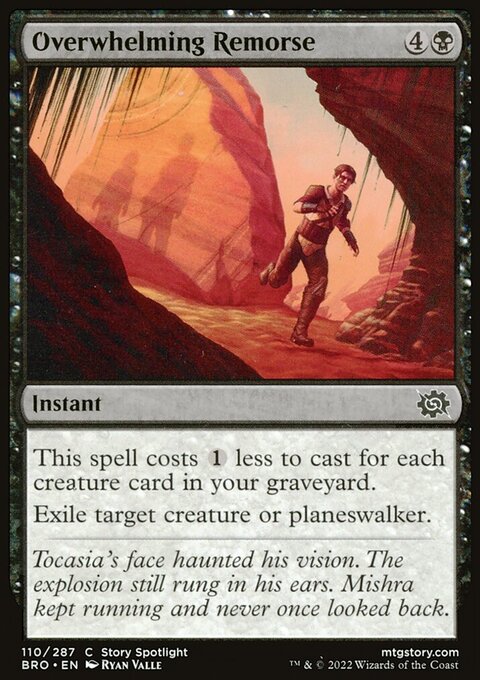 Overwhelming Remorse 4
Instant
This spell costs 1 less to cast for each
creature card in your graveyard.
Exile target creature or planeswalker.
Tocasia's face haunted his vision. The
explosion still rung in his ears. Mishra
kept running and never once looked back.
110/287 C Story Spotlight mtgstory.com
BRO • EN Ryan Valle ™ & © 2022 Wizards of the Coast